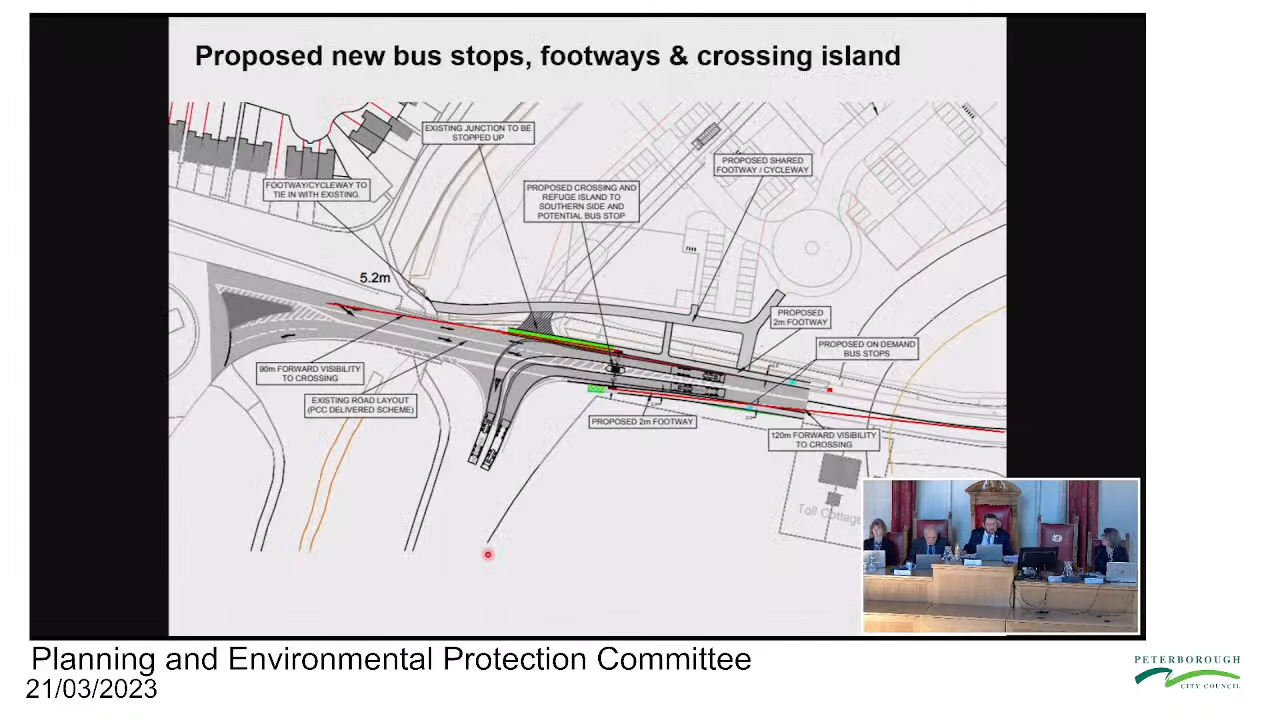 Proposed new bus stops, footways & crossing island
EXISTING JUNCTION TO BE
STOPPED UP
PROPOSED SHARED
FOOTWAY / CYCLEWAY
FOOTWAY/CYCLEWAY TO
TIE IN WITH EXISTING.
PROPOSED CROSSING AND
REFUGE ISLAND TO
SOUTHERN SIDE AND
POTENTIAL BUS STOP
5.2m
PROPOSED
2m FOOTWAY
PROPOSED ON DEMAND
BUS STOPS
90m FORWARD VISIBILITY
TO CROSSING
EXISTING ROAD LAYOUT
(PCC DELIVERED SCHEME)
PROPOSED 2m FOOTWAY
120m FORWARD VISIBILITY
TO CROSSING
Toll Cottage
Planning and Environmental Protection Committee
21/03/2023
PETERBOROUGH
CITY COUNCIL